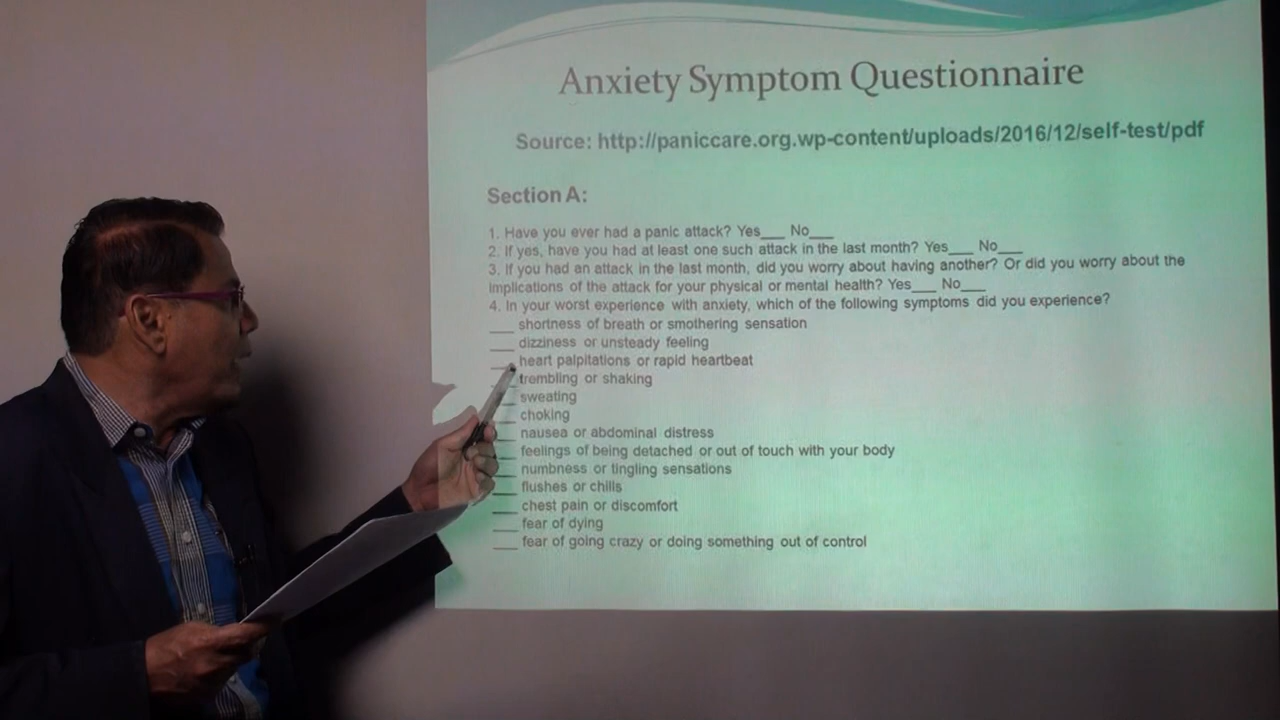 Anxiety Symptom Questionnaire
Source: http://paniccare.org.wp-content/uploads/2016/12/self-test/pdf
Section A:
1. Have you ever had a panic attack? Yes___ No___
2. If yes, have you had at least one such attack in the last month? Yes___ No___
3. If you had an attack in the last month, did you worry about having another? Or did you worry about the
implications of the attack for your physical or mental health? Yes___ No___
4. In your worst experience with anxiety, which of the following symptoms did you experience?
___ shortness of breath or smothering sensation
___ dizziness or unsteady feeling
___ heart palpitations or rapid heartbeat
___ trembling or shaking
___ sweating
___ choking
___ nausea or abdominal distress
___ feelings of being detached or out of touch with your body
___ numbness or tingling sensations
___ flushes or chills
___ chest pain or discomfort
___ fear of dying
___ fear of going crazy or doing something out of control